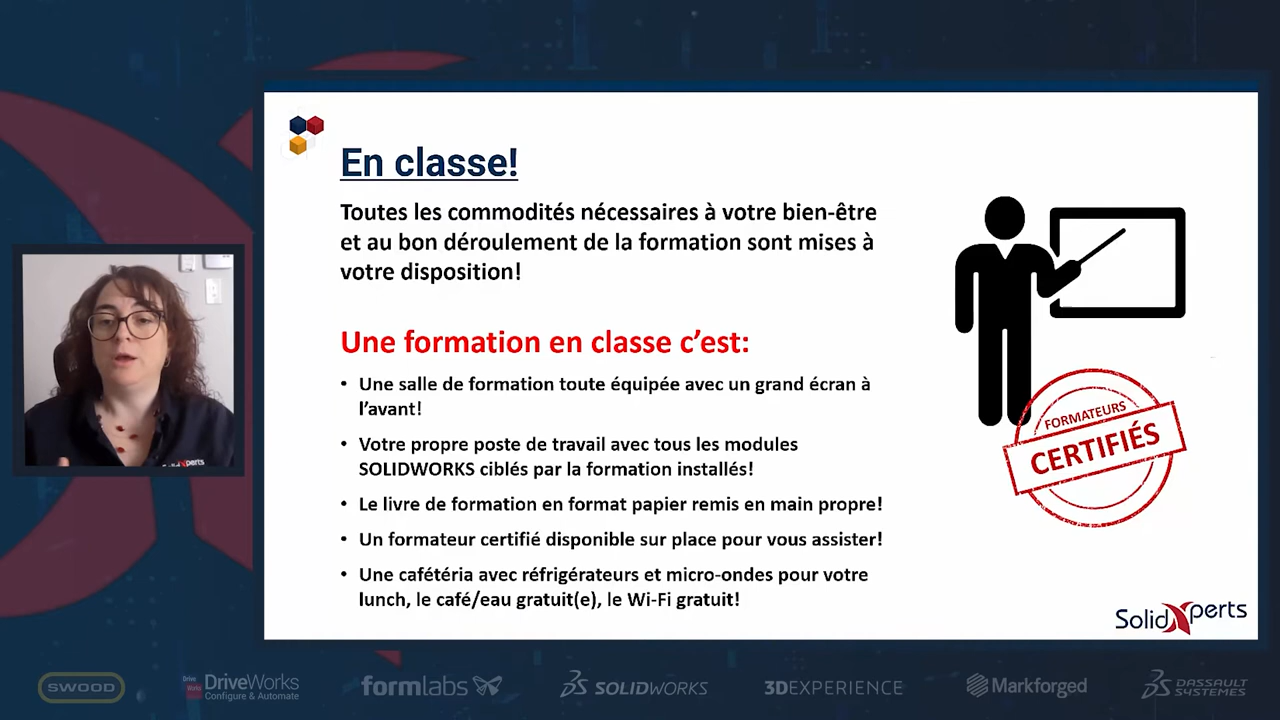 En classe!
Toutes les commodités nécessaires à votre bien-être
et au bon déroulement de la formation sont mises à
votre disposition!
Une formation en classe c'est:
• Une salle de formation toute équipée avec un grand écran à
l'avant!
• Votre propre poste de travail avec tous les modules
SOLIDWORKS ciblés par la formation installés!
• Le livre de formation en format papier remis en main propre!
• Un formateur certifié disponible sur place pour vous assister!
• Une cafétéria avec réfrigérateurs et micro-ondes pour votre
lunch, le café/eau gratuit(e), le Wi-Fi gratuit!
FORMATEURS
CERTIFIÉS
SolidXperts
SolidXperts
SWOOD
Drive
Works
DriveWorks
Configure & Automate
formlabs
SOLIDWORKS
3DEXPERIENCE
Markforged
DASSAULT
SYSTEMES